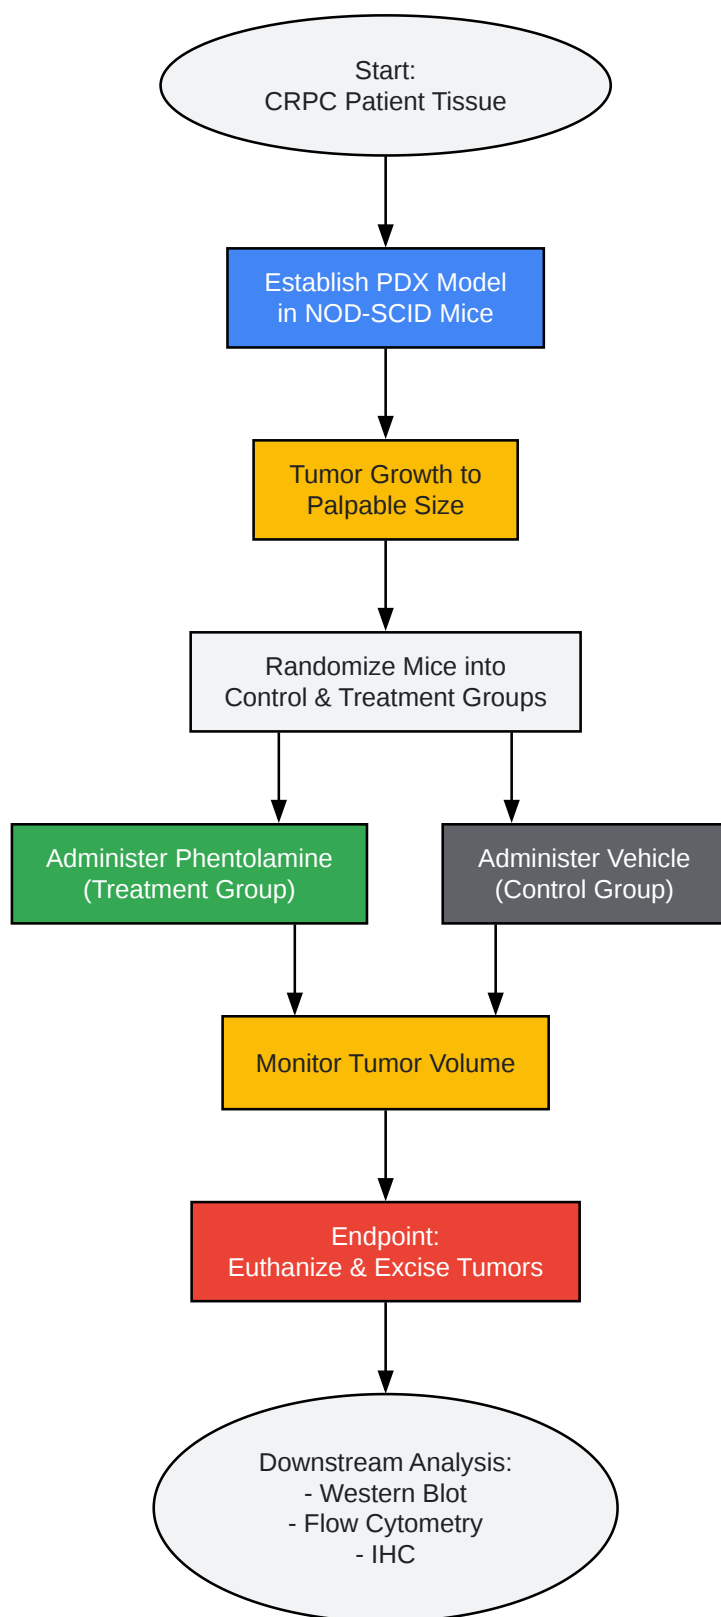 Start:
CRPC Patient Tissue
Establish PDX Model
in NOD-SCID Mice
Tumor Growth to
Palpable Size
Randomize Mice into
Control & Treatment Groups
Administer Phentolamine
(Treatment Group)
Administer Vehicle
(Control Group)
Monitor Tumor Volume
Endpoint:
Euthanize & Excise Tumors
Downstream Analysis:
- Western Blot
- Flow Cytometry
- IHC